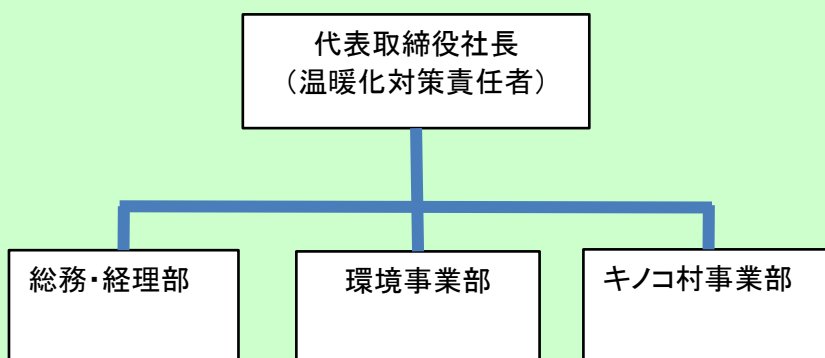 代表取締役社長
（温暖化対策責任者）
総務・経理部
環境事業部
キノコ村事業部